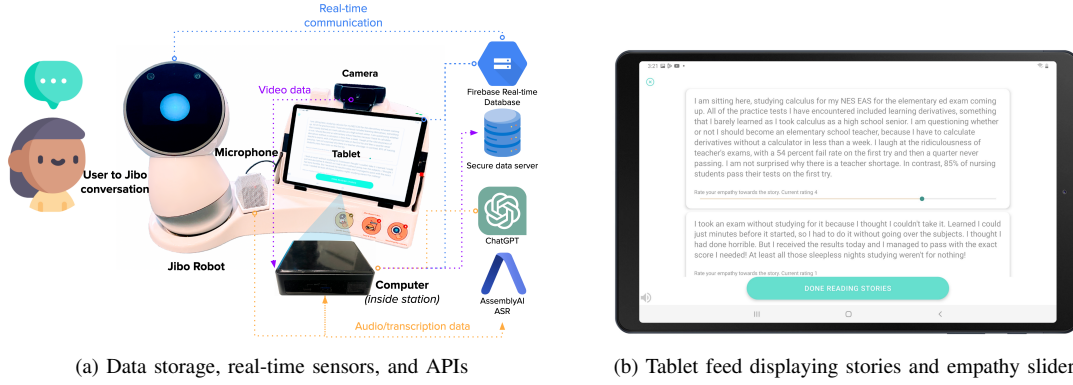 Real-time
communication
Camera
Video data
Firebase Real-time
Database
Microphone
Tablet
User to Jibo
conversation
Secure data server
ChatGPT
Jibo Robot
Computer
(inside station)
AssemblyAI
ASR
Audio/transcription data
(a) Data storage, real-time sensors, and APIs
3:21
I am sitting here, studying calculus for my NES EAS for the elementary ed exam coming
up. All of the practice tests I have encountered included learning derivatives, something
that I barely learned as I took calculus as a high school senior. I am questioning whether
or not I should become an elementary school teacher, because I have to calculate
derivatives without a calculator in less than a week. I laugh at the ridiculousness of
teacher's exams, with a 54 percent fail rate on the first try and then a quarter never
passing. I am not surprised why there is a teacher shortage. In contrast, 85% of nursing
students pass their tests on the first try.
Rate your empathy towards the story. Current rating 4
I took an exam without studying for it because I thought I couldn't take it. Learned I could
just minutes before it started, so I had to do it without going over the subjects. I thought I
had done horrible. But I received the results today and I managed to pass with the exact
score I needed! At least all those sleepless nights studying weren't for nothing!
Rate your empathy towards the story. Current rating 1
DONE READING STORIES
(b) Tablet feed displaying stories and empathy slider